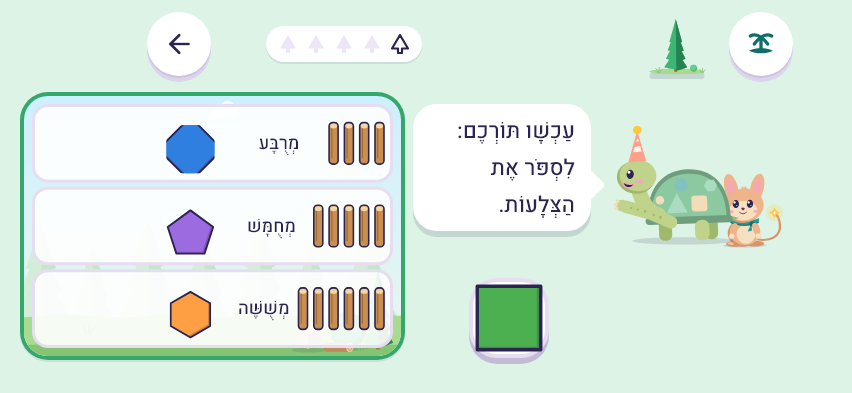 עַכְשָׁו תּוֹרְכֶם:
לִסְפֹּר אֶת
הַצְּלָעוֹת.
מְרֻבָּע
מְחֻמָּשׁ
מְשֻׁשֶּׁה